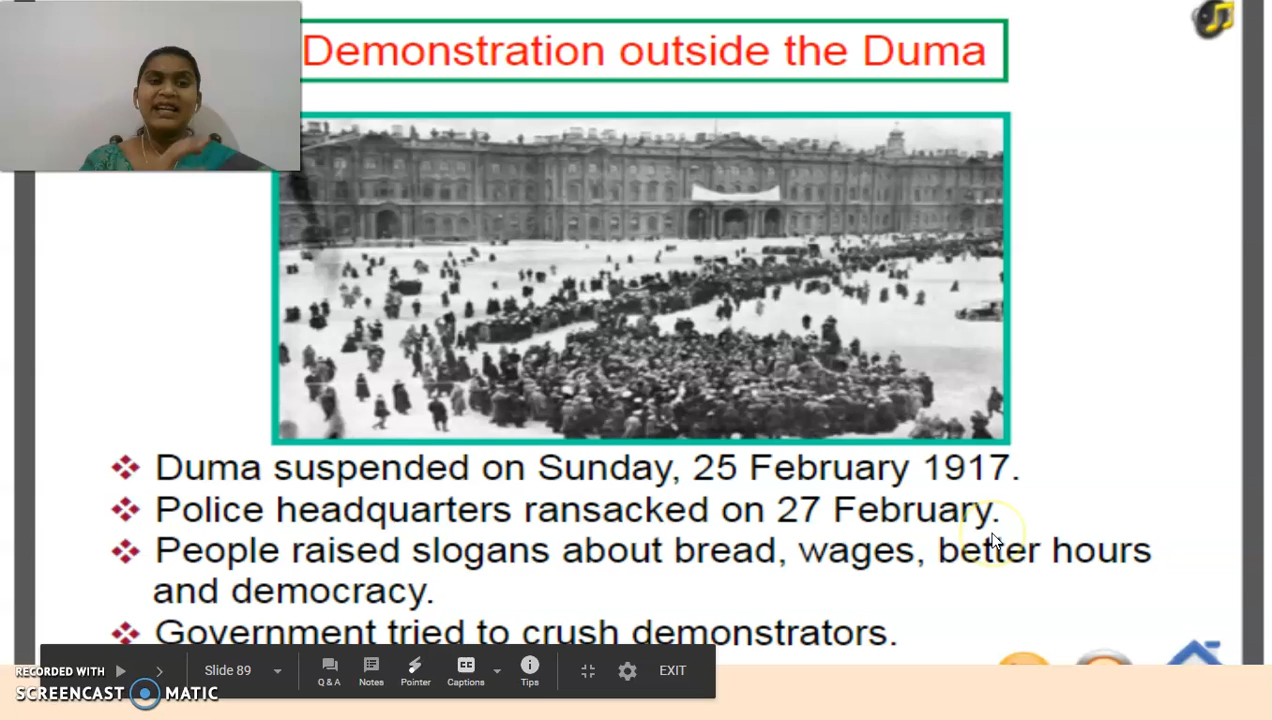 Demonstration outside the Duma
❖ Duma suspended on Sunday, 25 February 1917.
❖ Police headquarters ransacked on 27 February.
❖ People raised slogans about bread, wages, better hours
and democracy.
❖ Government tried to crush demonstrators.
RECORDED WITH
SCREENCAST MATIC
Slide 89
Q & A
Notes
Pointer
CC
Captions
Tips
EXIT